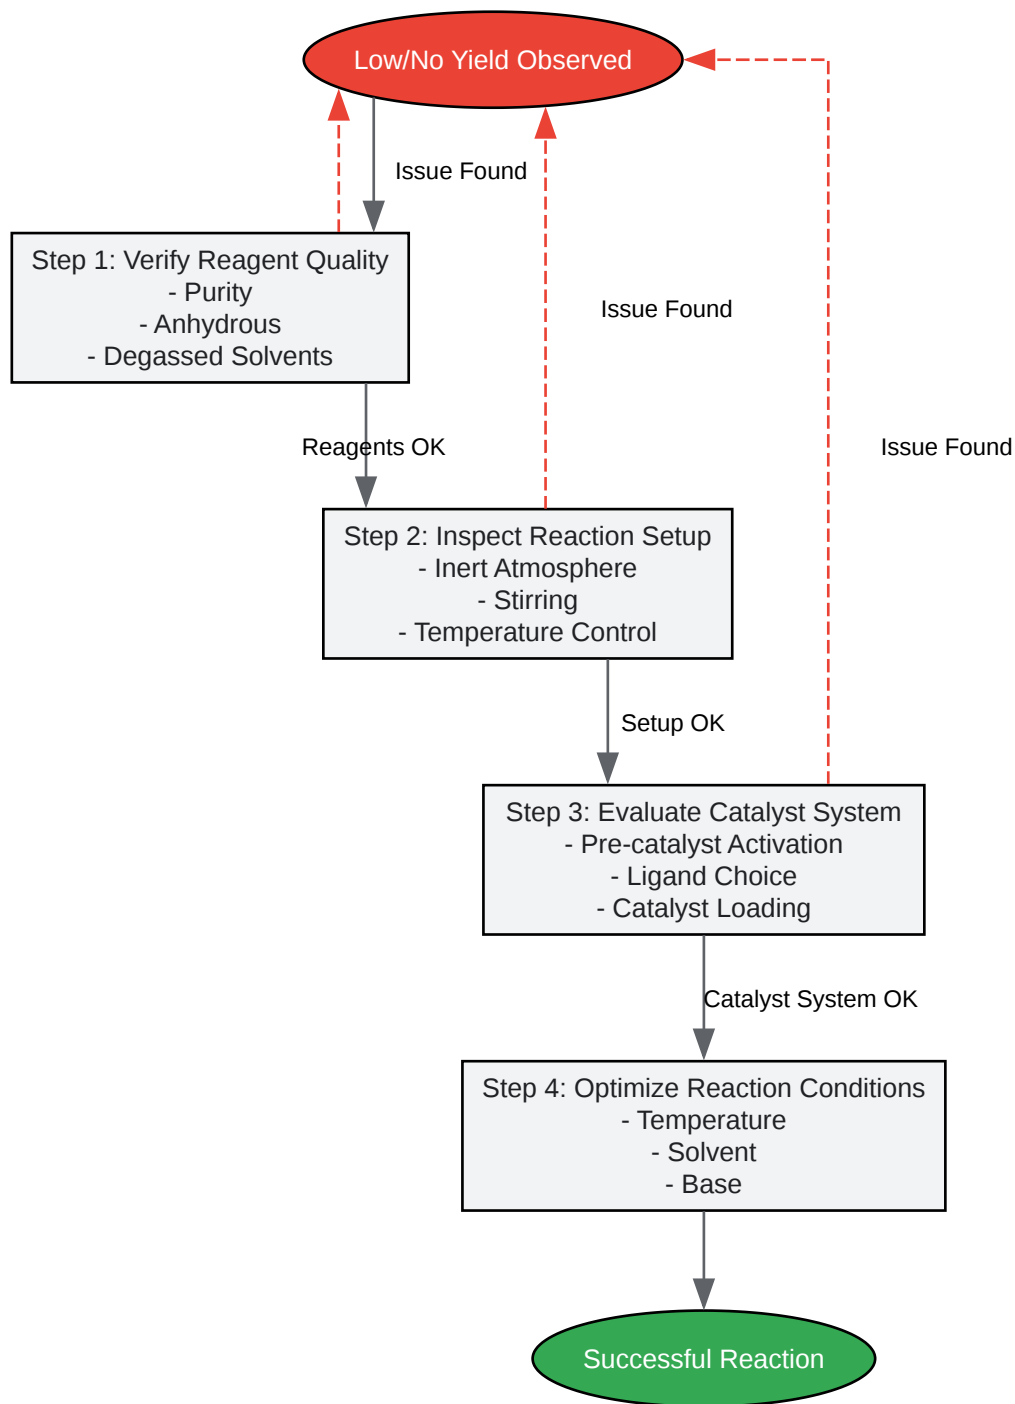 Low/No Yield Observed
Issue Found
Step 1: Verify Reagent Quality
- Purity
- Anhydrous
- Degassed Solvents
Issue Found
Reagents OK
Issue Found
Step 2: Inspect Reaction Setup
- Inert Atmosphere
- Stirring
- Temperature Control
Setup OK
Step 3: Evaluate Catalyst System
- Pre-catalyst Activation
- Ligand Choice
- Catalyst Loading
Catalyst System OK
Step 4: Optimize Reaction Conditions
- Temperature
- Solvent
- Base
Successful Reaction